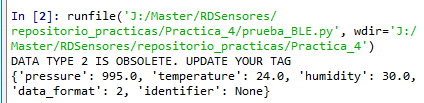 In [2]: runfile('J:/Master/RDSensores/
repositorio_practicas/Practica_4/prueba_BLE.py', wdir='J:/
Master/RDSensores/repositorio_practicas/Practica_4')
DATA TYPE 2 IS OBSOLETE. UPDATE YOUR TAG
{'pressure': 995.0, 'temperature': 24.0, 'humidity': 30.0,
'data_format': 2, 'identifier': None}